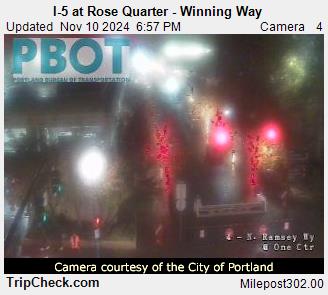 I-5 at Rose Quarter - Winning Way
Updated Nov 10 2024 6:57 PM Camera 4
PBOT
PORTLAND BUREAU OF TRANSPORTATION
4 - N. Ramsey Wy
@ One Ctr
Camera courtesy of the City of Portland
TripCheck.com Milepost302.00